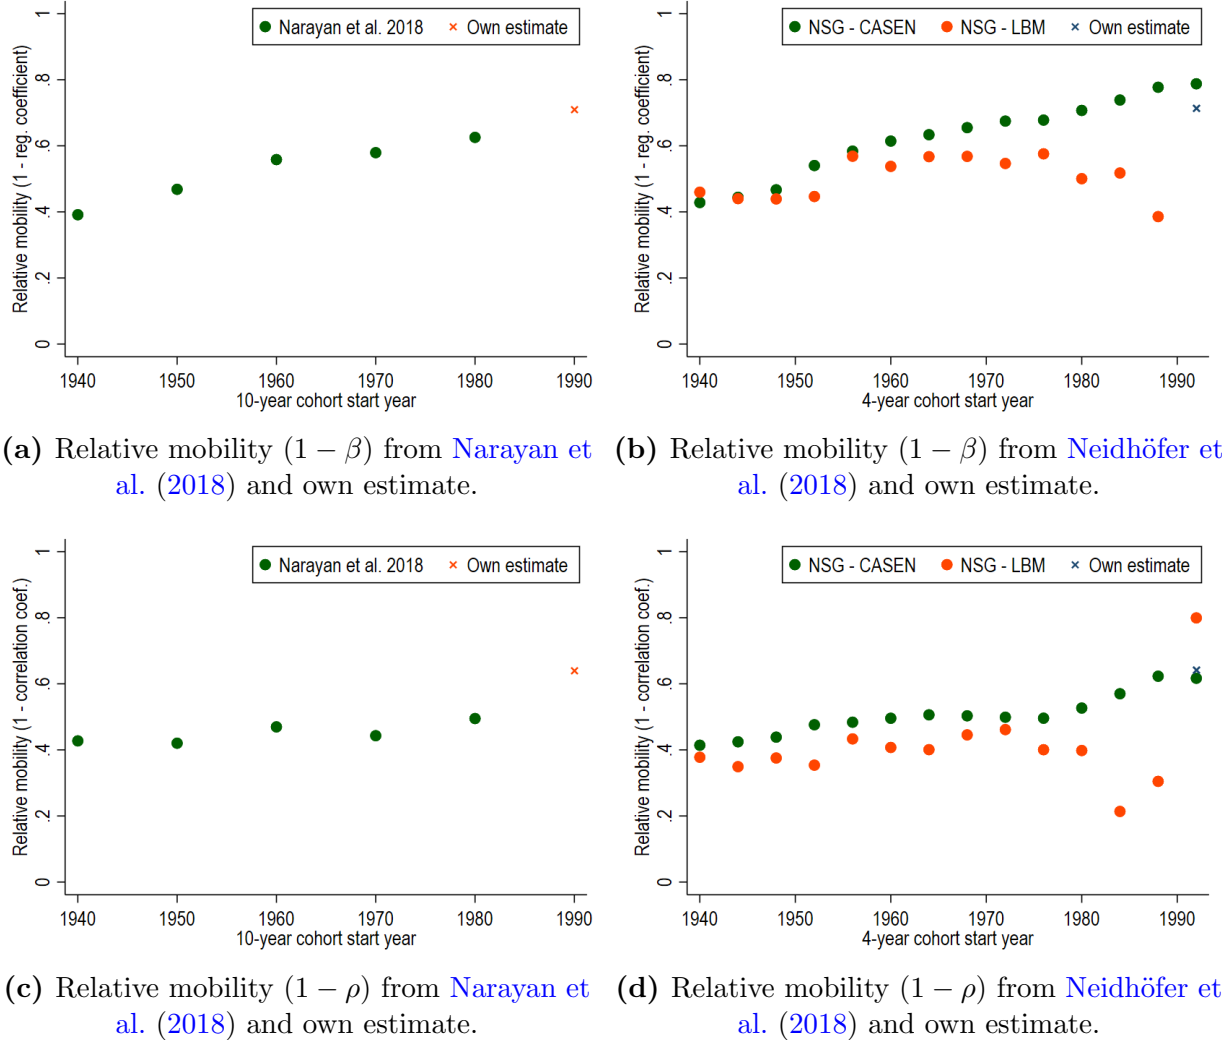 Narayan et al. 2018 Own estimate
Relative mobility (1 - reg. coefficient)
1
.8
.6
.4
.2
0
1940 1950 1960 1970 1980 1990
10-year cohort start year
(a) Relative mobility (1 − β) from Narayan et
al. (2018) and own estimate.
NSG - CASEN NSG - LBM Own estimate
Relative mobility (1 - reg. coefficient)
1
.8
.6
.4
.2
0
1940 1950 1960 1970 1980 1990
4-year cohort start year
(b) Relative mobility (1 − β) from Neidhöfer et
al. (2018) and own estimate.
Narayan et al. 2018 Own estimate
Relative mobility (1 - correlation coef.)
1
.8
.6
.4
.2
0
1940 1950 1960 1970 1980 1990
10-year cohort start year
(c) Relative mobility (1 − ρ) from Narayan et
al. (2018) and own estimate.
NSG - CASEN NSG - LBM Own estimate
Relative mobility (1 - correlation coef.)
1
.8
.6
.4
.2
0
1940 1950 1960 1970 1980 1990
4-year cohort start year
(d) Relative mobility (1 − ρ) from Neidhöfer et
al. (2018) and own estimate.